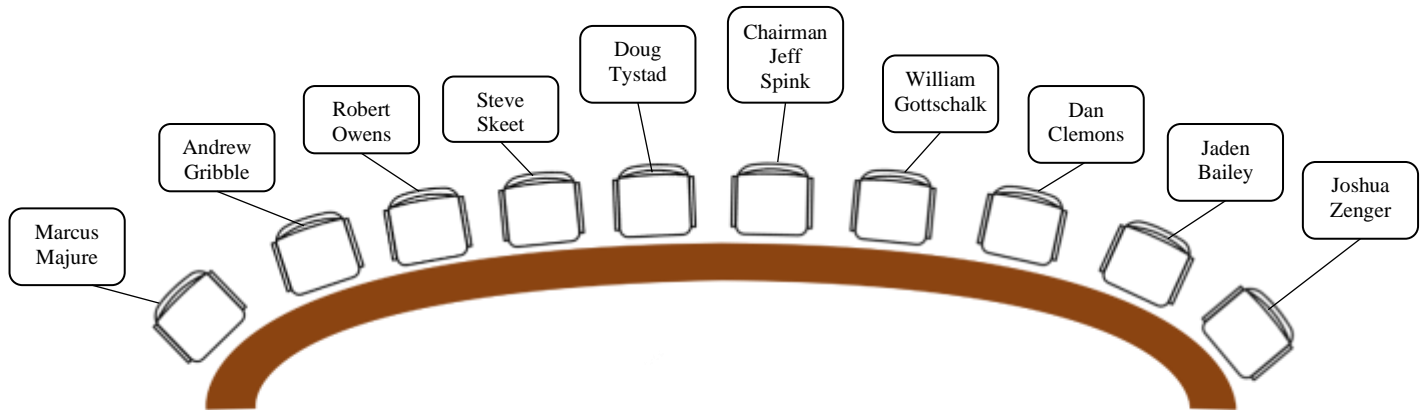 Marcus
Majure
Andrew
Gribble
Robert
Owens
Steve
Skeet
Doug
Tystad
Chairman
Jeff
Spink
William
Gottschalk
Dan
Clemons
Jaden
Bailey
Joshua
Zenger